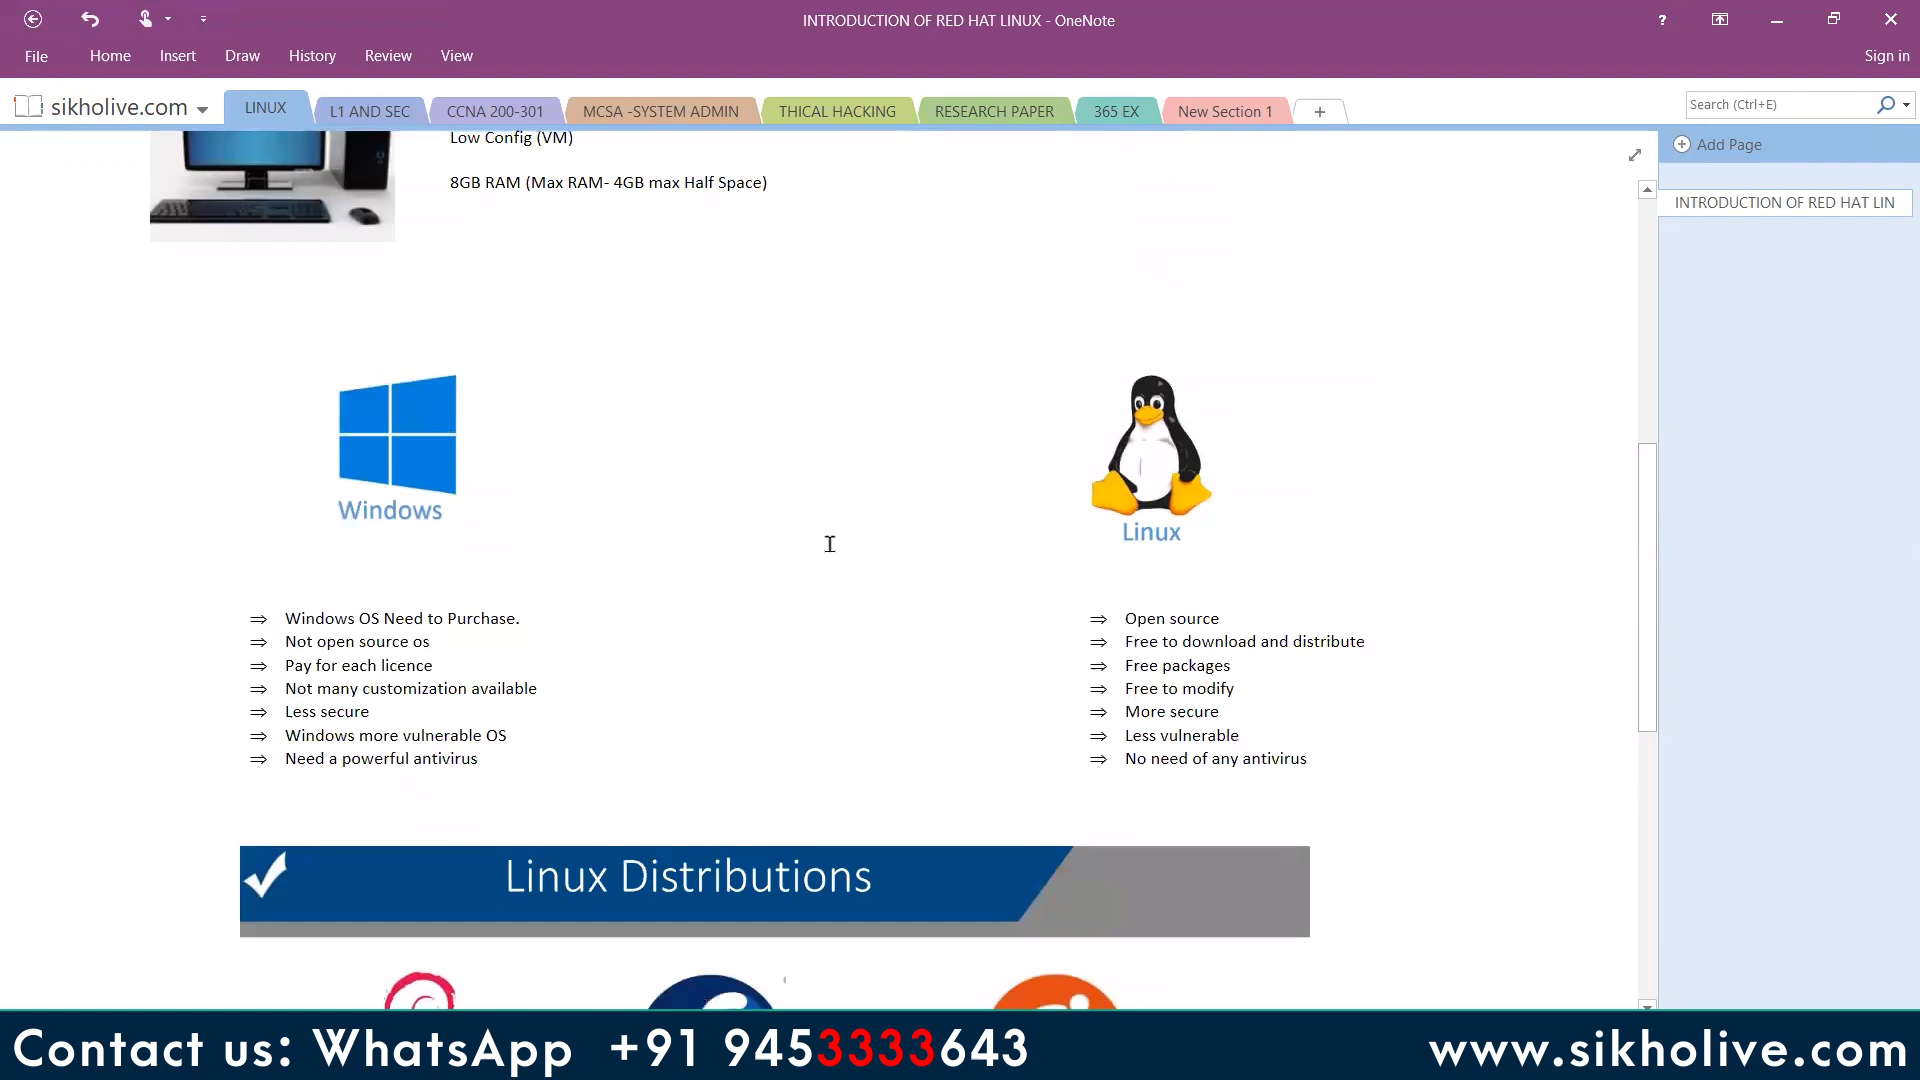 INTRODUCTION OF RED HAT LINUX - OneNote
?
File Home Insert Draw History Review View
Sign in
sikholive.com LINUX L1 AND SEC CCNA 200-301 MCSA -SYSTEM ADMIN THICAL HACKING RESEARCH PAPER 365 EX New Section 1 +
Search (Ctrl+E)
Add Page
INTRODUCTION OF RED HAT LIN
Low Config (VM)
8GB RAM (Max RAM- 4GB max Half Space)
Windows
Linux
⇒ Windows OS Need to Purchase.
⇒ Not open source os
⇒ Pay for each licence
⇒ Not many customization available
⇒ Less secure
⇒ Windows more vulnerable OS
⇒ Need a powerful antivirus
⇒ Open source
⇒ Free to download and distribute
⇒ Free packages
⇒ Free to modify
⇒ More secure
⇒ Less vulnerable
⇒ No need of any antivirus
Linux Distributions
Contact us: WhatsApp +91 9453333643
www.sikholive.com